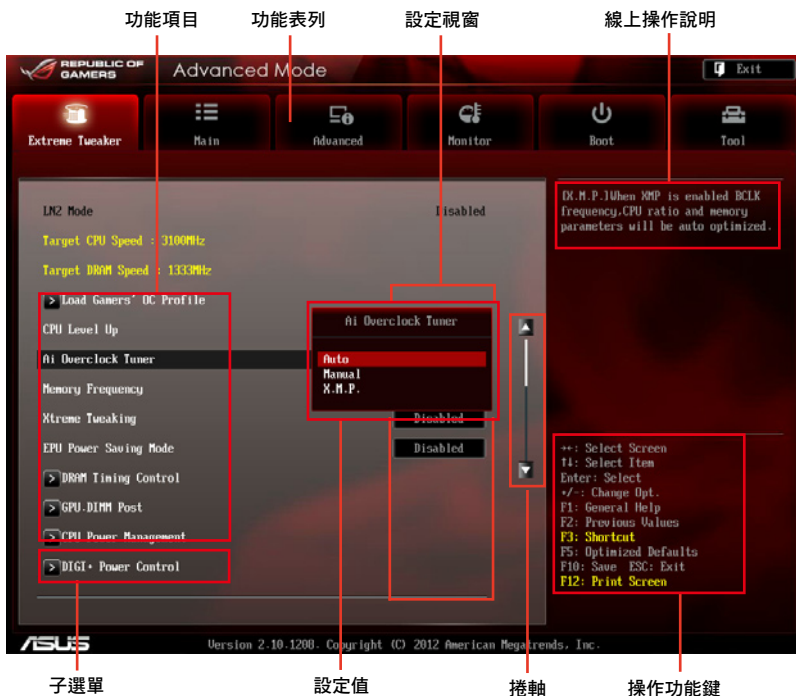 功能項目
功能表列
設定視窗
線上操作說明
REPUBLIC OF
GAMERS
Advanced Mode
Exit
Extreme Tweaker
Main
Advanced
Monitor
Boot
Tool
LN2 Mode
Disabled
Target CPU Speed : 3100MHz
Target DRAM Speed : 1333MHz
> Load Gamers' OC Profile
CPU Level Up
Ai Overclock Tuner
Memory Frequency
Xtreme Tweaking
Disabled
EPU Power Saving Mode
Disabled
> DRAM Timing Control
> GPU.DIMM Post
> CPU Power Management
> DIGI+ Power Control
Ai Overclock Tuner
Auto
Manual
X.M.P.
[X.M.P.]When XMP is enabled BCLK
frequency,CPU ratio and memory
parameters will be auto optimized.
→←: Select Screen
↑↓: Select Item
Enter: Select
+/-: Change Opt.
F1: General Help
F2: Previous Values
F3: Shortcut
F5: Optimized Defaults
F10: Save ESC: Exit
F12: Print Screen
ASUS
Version 2.10.1208. Copyright (C) 2012 American Megatrends, Inc.
子選單
設定值
捲軸
操作功能鍵